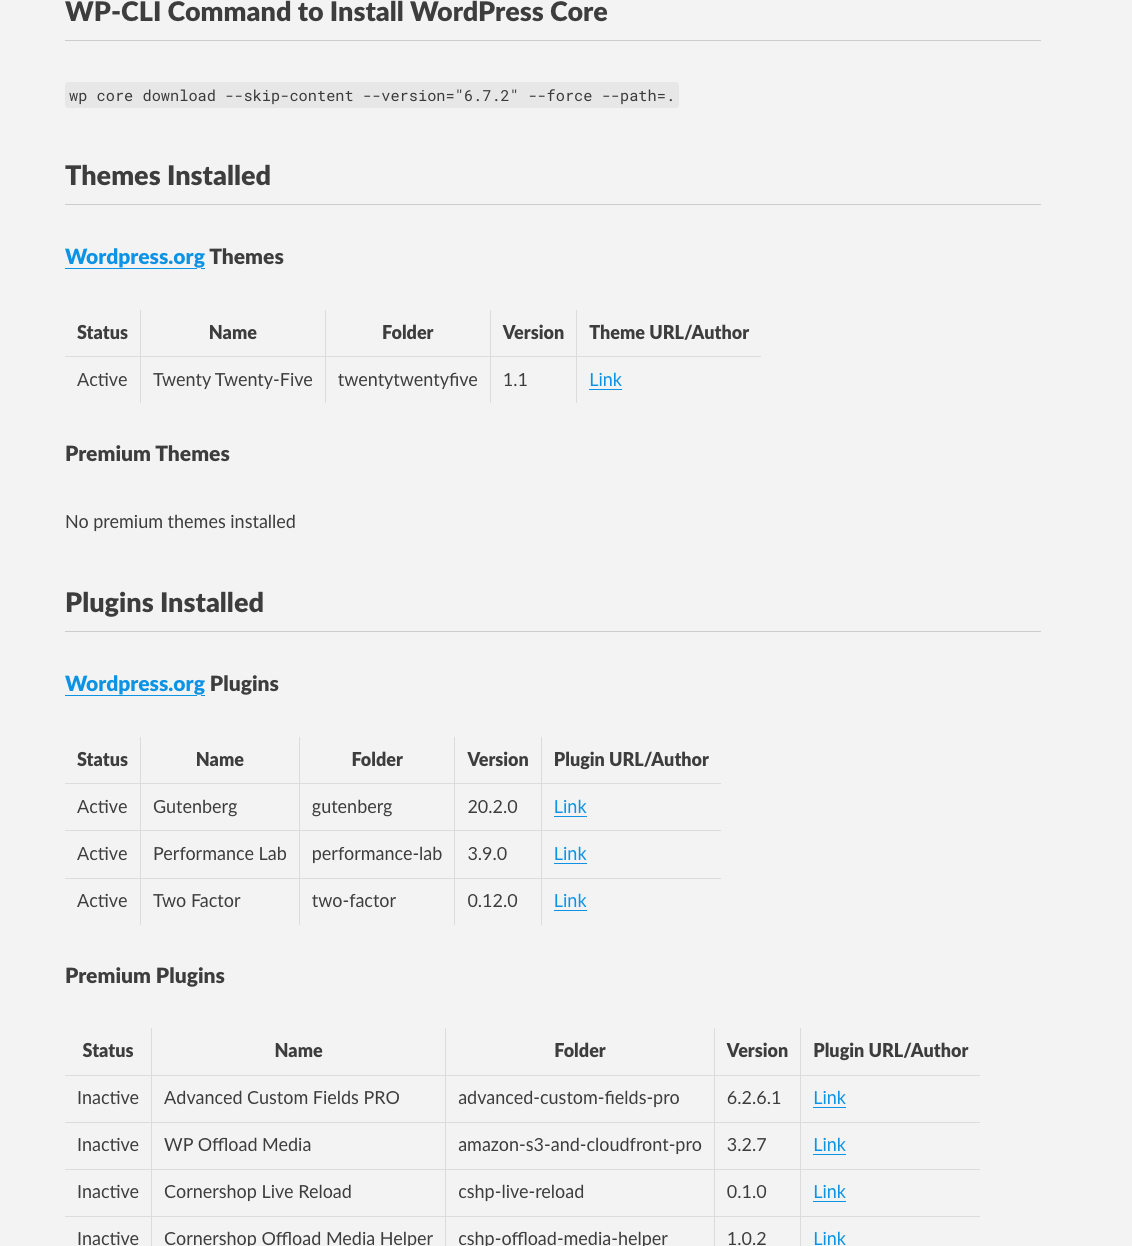 WP-CLI Command to Install WordPress Core
wp core download --skip-content --version="6.7.2" --force --path=.
Themes Installed
Wordpress.org Themes
Status Name Folder Version Theme URL/Author
Active Twenty Twenty-Five twentytwentyfive 1.1 Link
Premium Themes
No premium themes installed
Plugins Installed
Wordpress.org Plugins
Status Name Folder Version Plugin URL/Author
Active Gutenberg gutenberg 20.2.0 Link
Active Performance Lab performance-lab 3.9.0 Link
Active Two Factor two-factor 0.12.0 Link
Premium Plugins
Status Name Folder Version Plugin URL/Author
Inactive Advanced Custom Fields PRO advanced-custom-fields-pro 6.2.6.1 Link
Inactive WP Offload Media amazon-s3-and-cloudfront-pro 3.2.7 Link
Inactive Cornershop Live Reload cshp-live-reload 0.1.0 Link
Inactive Cornershop Offload Media Helper cshp-offload-media-helper 1.0.2 Link